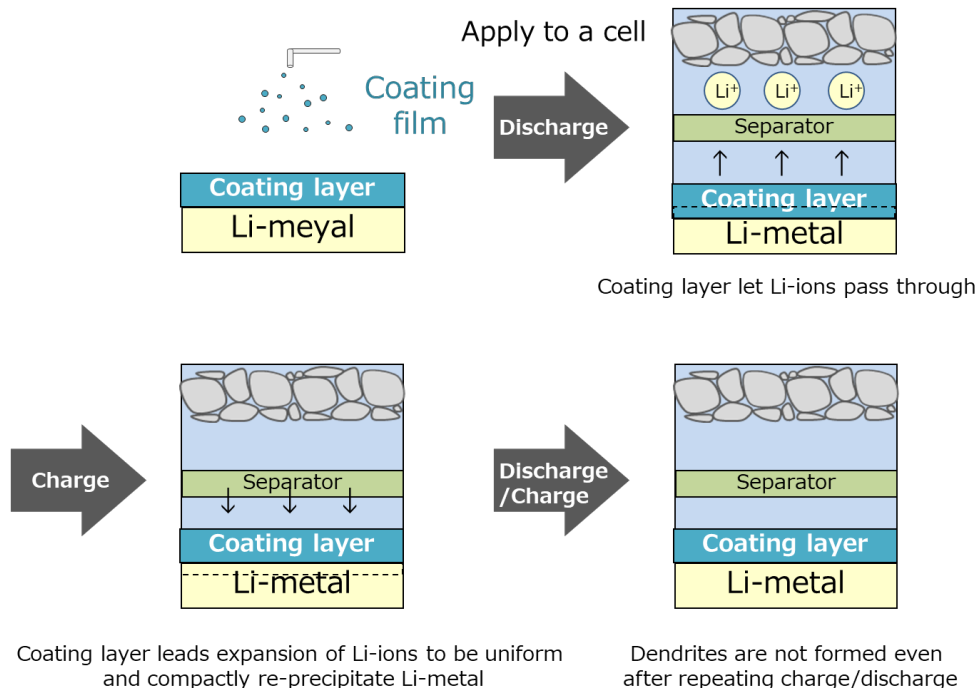 Apply to a cell
Coating
film
Coating layer
Li-meyal
Discharge
Li⁺ Li⁺ Li⁺
Separator
Coating layer
Li-metal
Coating layer let Li-ions pass through
Charge
Separator
Coating layer
Li-metal
Coating layer leads expansion of Li-ions to be uniform
and compactly re-precipitate Li-metal
Discharge
/Charge
Separator
Coating layer
Li-metal
Dendrites are not formed even
after repeating charge/discharge